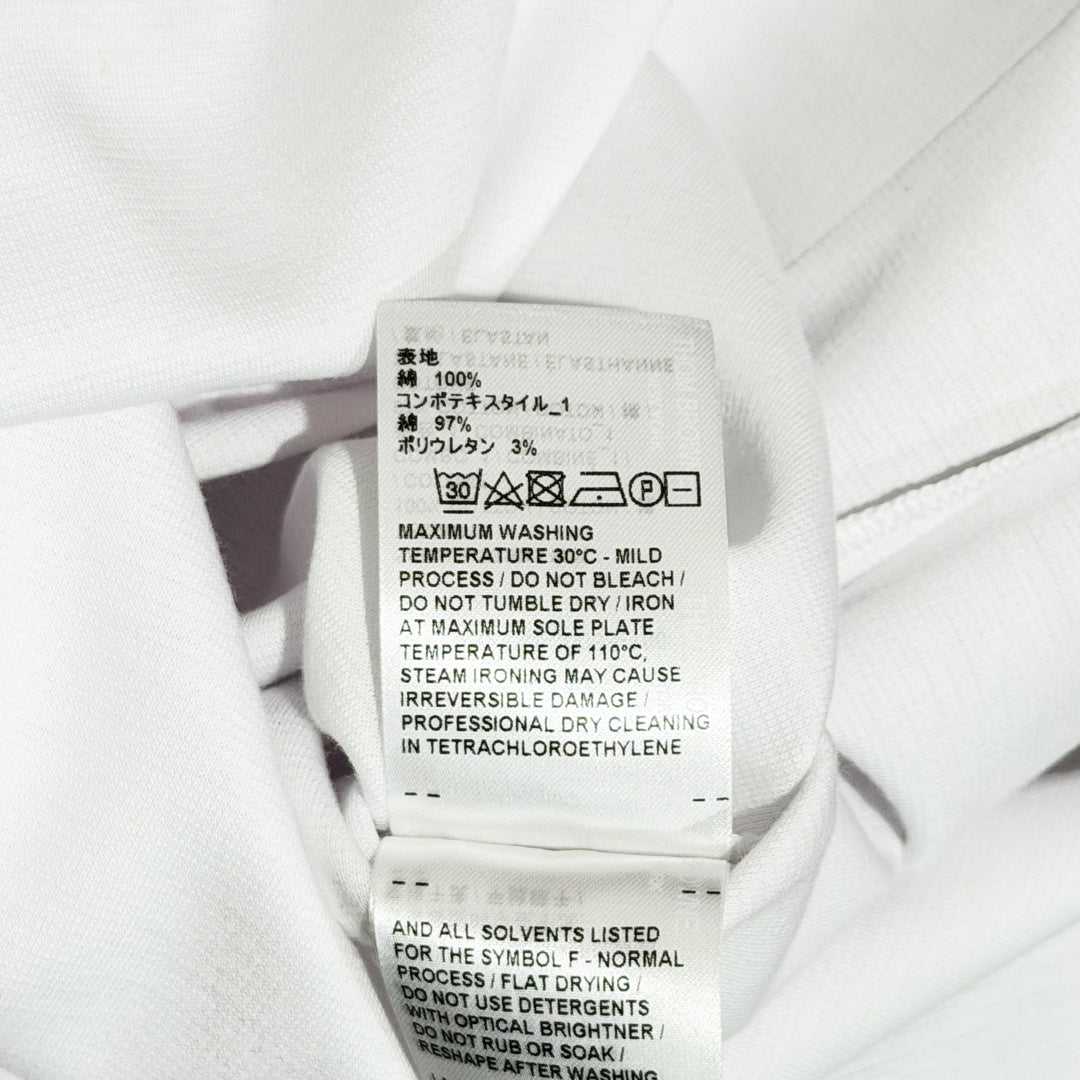 表地
綿 100%
コンポテキスタイル_1
綿 97%
ポリウレタン 3%
30 P
MAXIMUM WASHING
TEMPERATURE 30°C - MILD
PROCESS / DO NOT BLEACH /
DO NOT TUMBLE DRY / IRON
AT MAXIMUM SOLE PLATE
TEMPERATURE OF 110°C,
STEAM IRONING MAY CAUSE
IRREVERSIBLE DAMAGE /
PROFESSIONAL DRY CLEANING
IN TETRACHLOROETHYLENE
AND ALL SOLVENTS LISTED
FOR THE SYMBOL F - NORMAL
PROCESS / FLAT DRYING /
DO NOT USE DETERGENTS
WITH OPTICAL BRIGHTNER /
DO NOT RUB OR SOAK /
RESHAPE AFTER WASHING